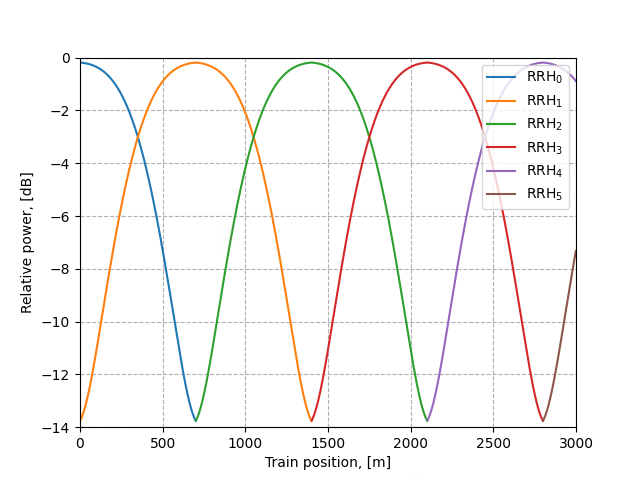 0
−2
−4
−6
−8
−10
−12
−14
Relative power, [dB]
RRH0
RRH1
RRH2
RRH3
RRH4
RRH5
0 500 1000 1500 2000 2500 3000
Train position, [m]